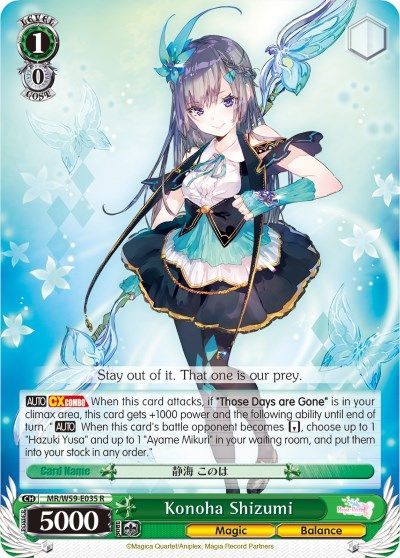 LEVEL
1
0
COST
Stay out of it. That one is our prey.
AUTO CX COMBO When this card attacks, if "Those Days are Gone" is in your
climax area, this card gets +1000 power and the following ability until end of
turn. " AUTO When this card's battle opponent becomes [ ], choose up to 1
"Hazuki Yusa" and up to 1 "Ayame Mikuri" in your waiting room, and put them
into your stock in any order."
Card Name
静海 このは
CH MR/W59-E035 R
POWER
5000
SOUL
Konoha Shizumi
Magic
Balance
©Magica Quartet/Aniplex, Magia Record Partners